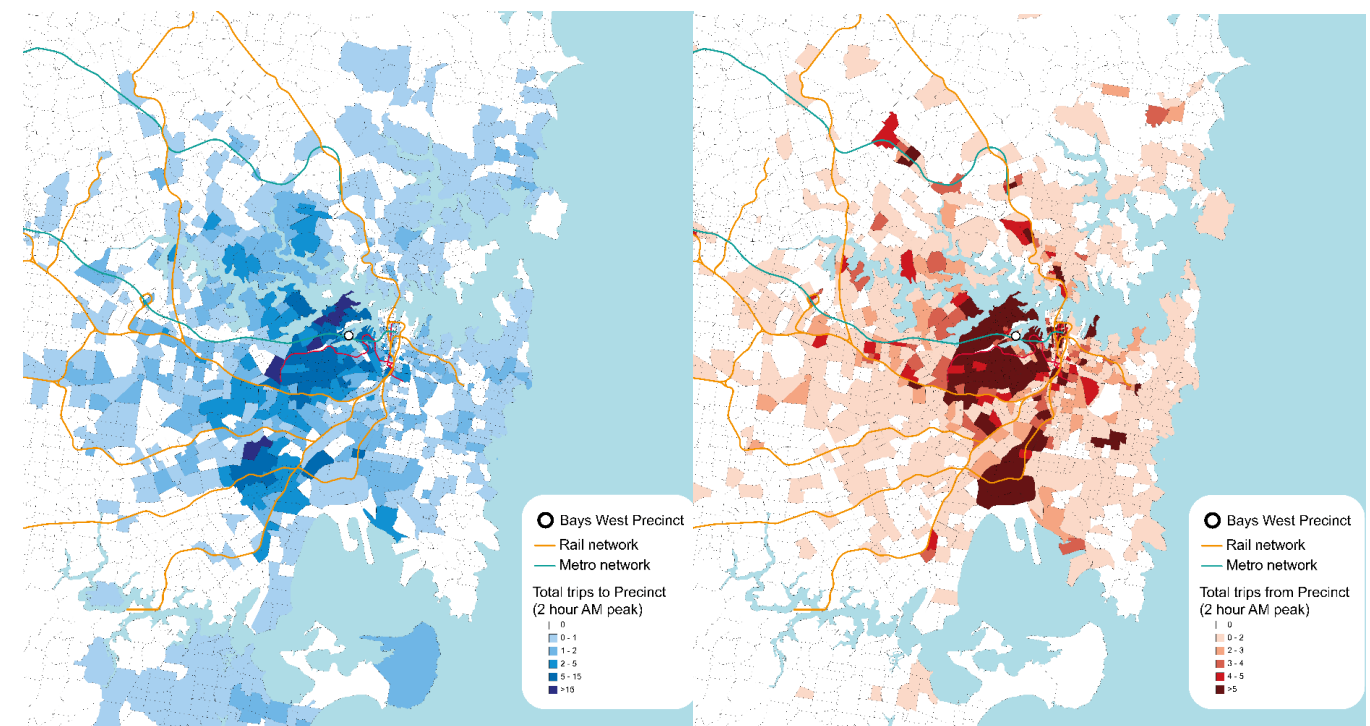 Bays West Precinct
Rail network
Metro network
Total trips to Precinct
(2 hour AM peak)
0
0 - 1
1 - 2
2 - 5
5 - 15
>15
Bays West Precinct
Rail network
Metro network
Total trips from Precinct
(2 hour AM peak)
0
0 - 2
2 - 3
3 - 4
4 - 5
>5